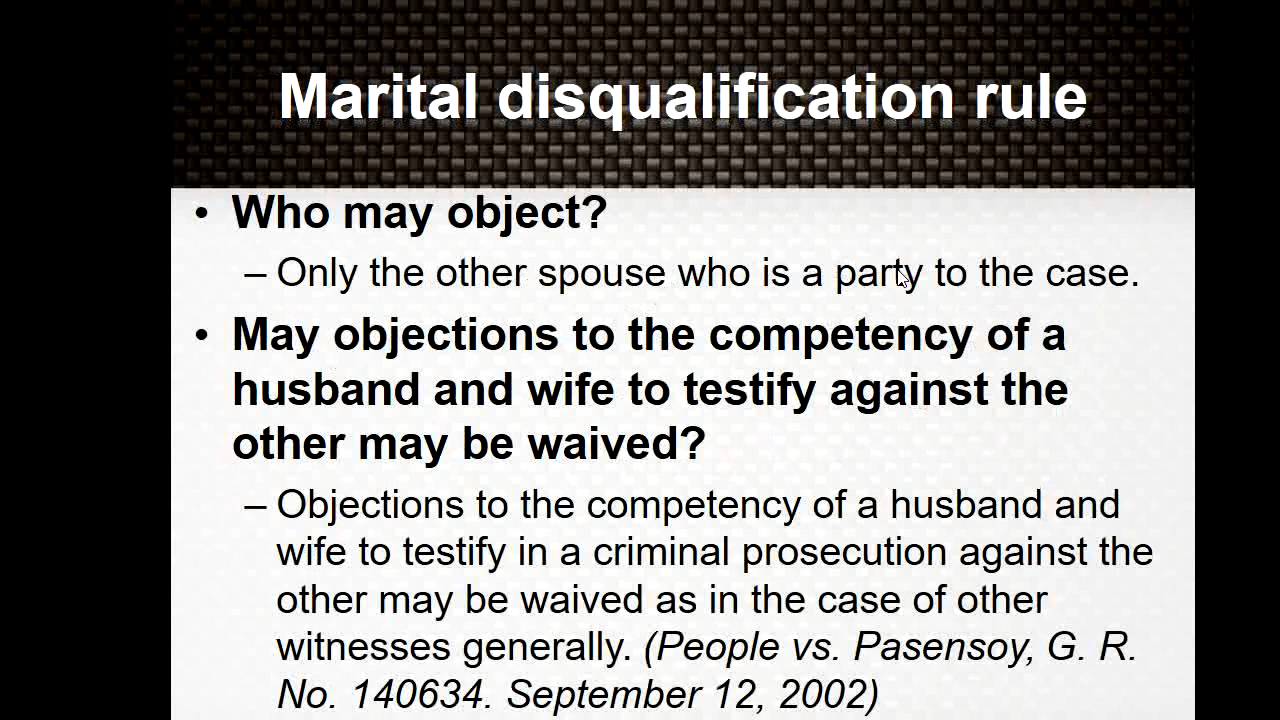 Marital disqualification rule
• Who may object?
– Only the other spouse who is a party to the case.
• May objections to the competency of a
husband and wife to testify against the
other may be waived?
– Objections to the competency of a husband and
wife to testify in a criminal prosecution against the
other may be waived as in the case of other
witnesses generally. (People vs. Pasensoy, G. R.
No. 140634. September 12, 2002)